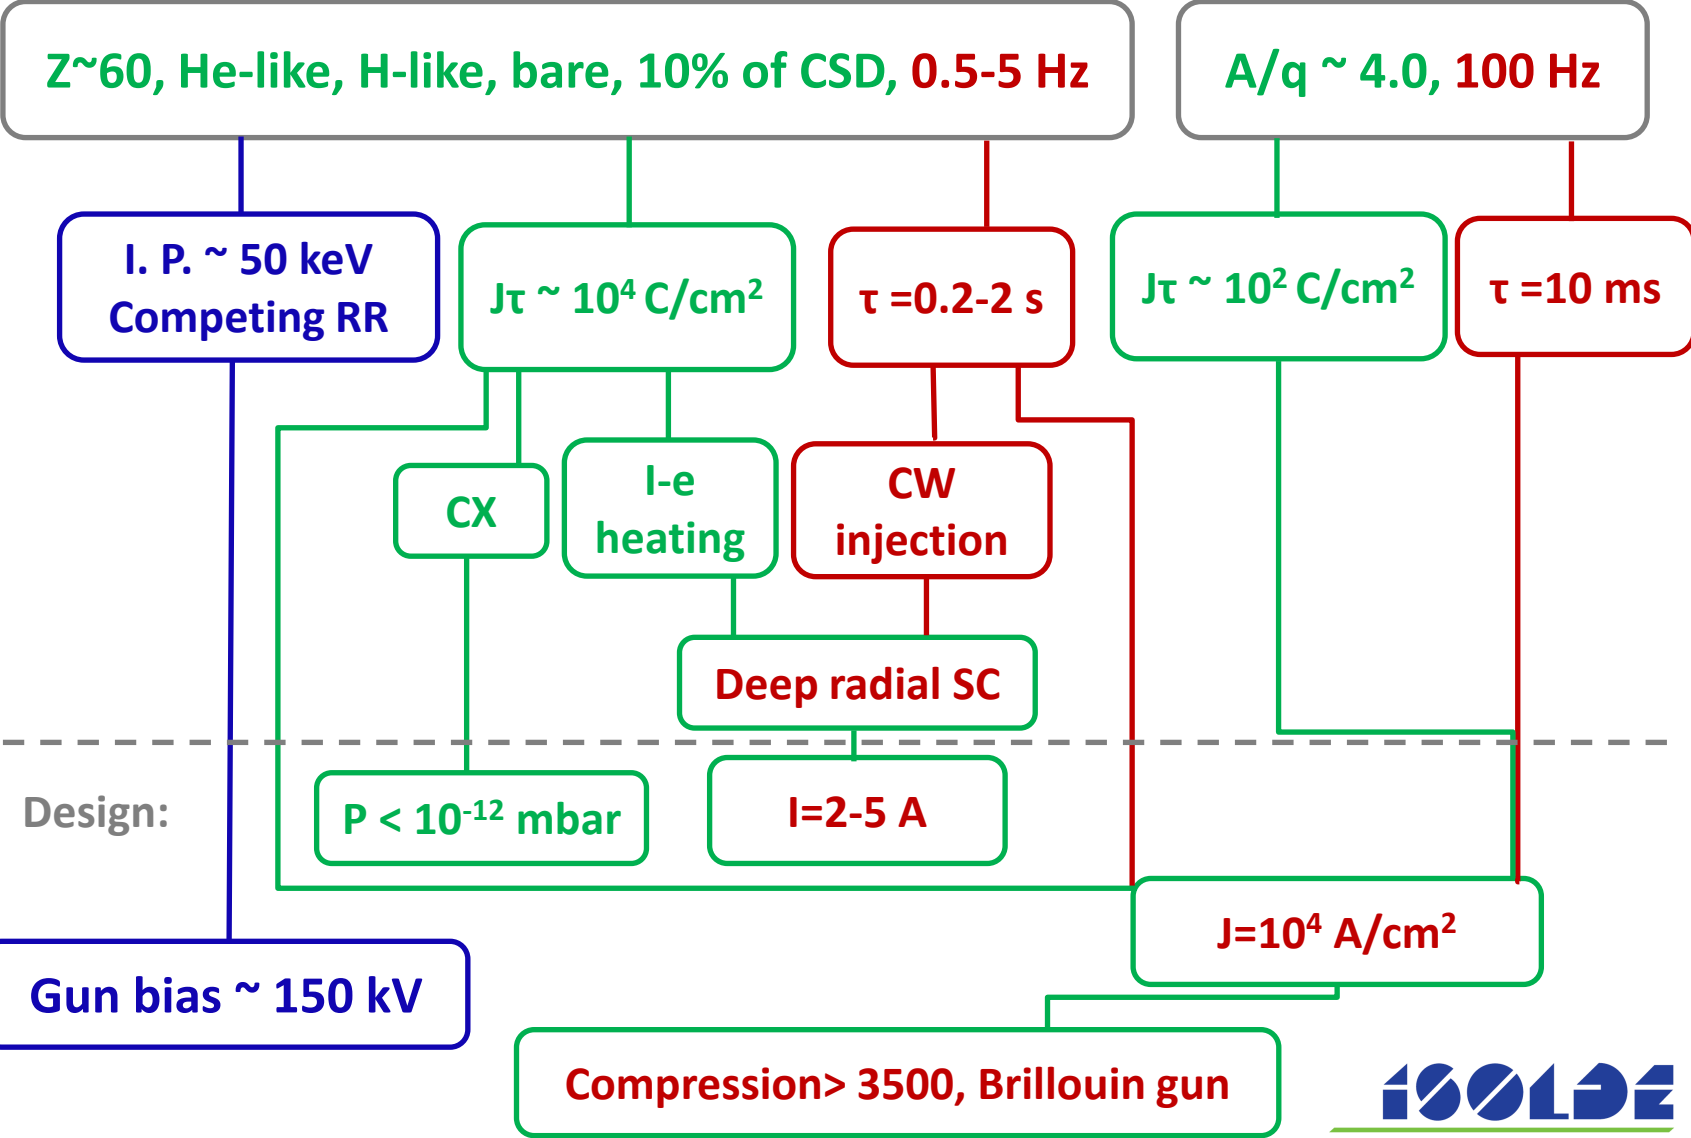 Z~60, He-like, H-like, bare, 10% of CSD, 0.5-5 Hz
A/q ~ 4.0, 100 Hz
I. P. ~ 50 keV
Competing RR
Jτ ~ 10⁴ C/cm²
τ =0.2-2 s
Jτ ~ 10² C/cm²
τ =10 ms
CX
I-e
heating
CW
injection
Deep radial SC
Design:
P < 10⁻¹² mbar
I=2-5 A
J=10⁴ A/cm²
Gun bias ~ 150 kV
Compression> 3500, Brillouin gun
ISOLDE